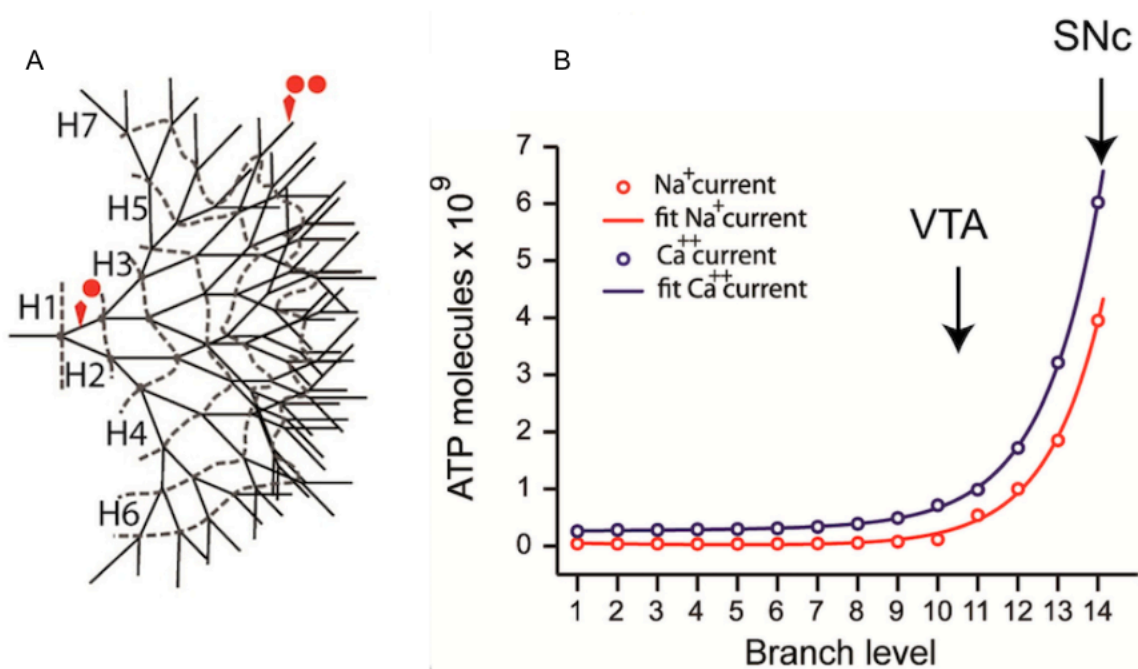 A
H7
H5
H3
H1
H2
H4
H6
B
SNc
VTA
Na+ current
fit Na+ current
Ca++ current
fit Ca++ current
ATP molecules x 10^9
7
6
5
4
3
2
1
0
1 2 3 4 5 6 7 8 9 10 11 12 13 14
Branch level